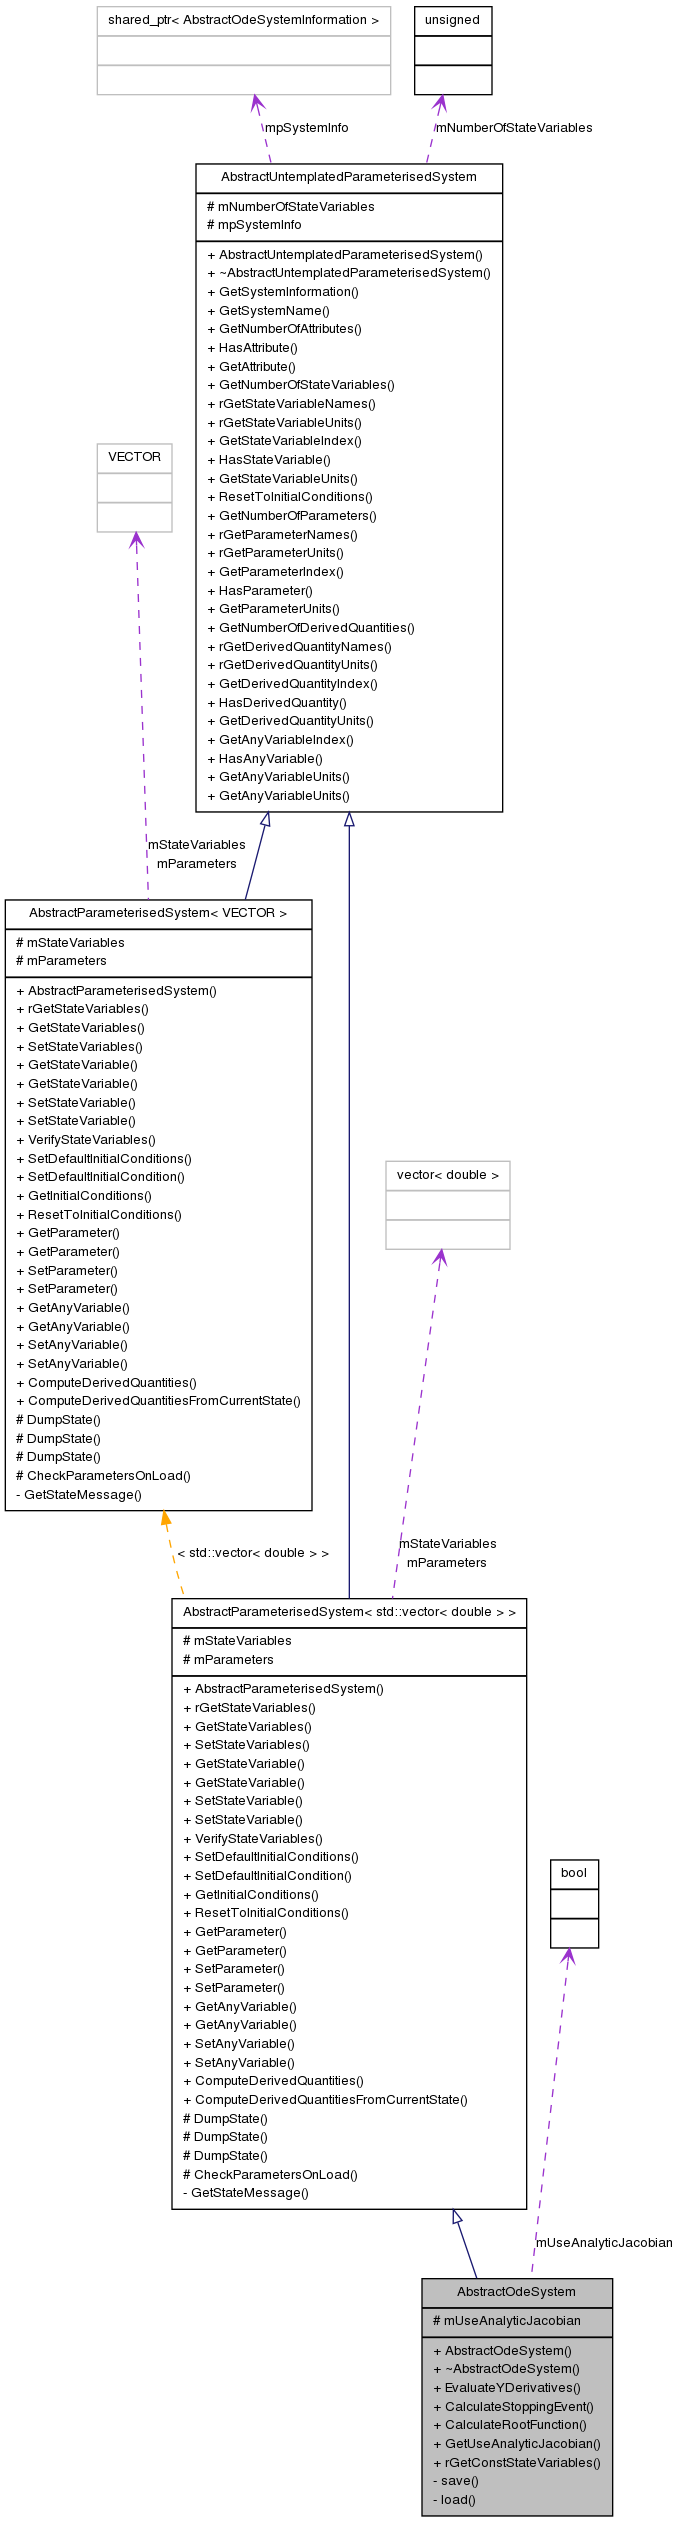 shared_ptr< AbstractOdeSystemInformation >
unsigned
mpSystemInfo
mNumberOfStateVariables
AbstractUntemplatedParameterisedSystem
# mNumberOfStateVariables
# mpSystemInfo
+ AbstractUntemplatedParameterisedSystem()
+ ~AbstractUntemplatedParameterisedSystem()
+ GetSystemInformation()
+ GetSystemName()
+ GetNumberOfAttributes()
+ HasAttribute()
+ GetAttribute()
+ GetNumberOfStateVariables()
+ rGetStateVariableNames()
+ rGetStateVariableUnits()
+ GetStateVariableIndex()
+ HasStateVariable()
+ GetStateVariableUnits()
+ ResetToInitialConditions()
+ GetNumberOfParameters()
+ rGetParameterNames()
+ rGetParameterUnits()
+ GetParameterIndex()
+ HasParameter()
+ GetParameterUnits()
+ GetNumberOfDerivedQuantities()
+ rGetDerivedQuantityNames()
+ rGetDerivedQuantityUnits()
+ GetDerivedQuantityIndex()
+ HasDerivedQuantity()
+ GetDerivedQuantityUnits()
+ GetAnyVariableIndex()
+ HasAnyVariable()
+ GetAnyVariableUnits()
+ GetAnyVariableUnits()
VECTOR
mStateVariables
mParameters
AbstractParameterisedSystem< VECTOR >
# mStateVariables
# mParameters
+ AbstractParameterisedSystem()
+ rGetStateVariables()
+ GetStateVariables()
+ SetStateVariables()
+ GetStateVariable()
+ GetStateVariable()
+ SetStateVariable()
+ SetStateVariable()
+ VerifyStateVariables()
+ SetDefaultInitialConditions()
+ SetDefaultInitialCondition()
+ GetInitialConditions()
+ ResetToInitialConditions()
+ GetParameter()
+ GetParameter()
+ SetParameter()
+ SetParameter()
+ GetAnyVariable()
+ GetAnyVariable()
+ SetAnyVariable()
+ SetAnyVariable()
+ ComputeDerivedQuantities()
+ ComputeDerivedQuantitiesFromCurrentState()
# DumpState()
# DumpState()
# DumpState()
# CheckParametersOnLoad()
- GetStateMessage()
vector< double >
< std::vector< double > >
mStateVariables
mParameters
AbstractParameterisedSystem< std::vector< double > >
# mStateVariables
# mParameters
+ AbstractParameterisedSystem()
+ rGetStateVariables()
+ GetStateVariables()
+ SetStateVariables()
+ GetStateVariable()
+ GetStateVariable()
+ SetStateVariable()
+ SetStateVariable()
+ VerifyStateVariables()
+ SetDefaultInitialConditions()
+ SetDefaultInitialCondition()
+ GetInitialConditions()
+ ResetToInitialConditions()
+ GetParameter()
+ GetParameter()
+ SetParameter()
+ SetParameter()
+ GetAnyVariable()
+ GetAnyVariable()
+ SetAnyVariable()
+ SetAnyVariable()
+ ComputeDerivedQuantities()
+ ComputeDerivedQuantitiesFromCurrentState()
# DumpState()
# DumpState()
# DumpState()
# CheckParametersOnLoad()
- GetStateMessage()
bool
mUseAnalyticJacobian
AbstractOdeSystem
# mUseAnalyticJacobian
+ AbstractOdeSystem()
+ ~AbstractOdeSystem()
+ EvaluateYDerivatives()
+ CalculateStoppingEvent()
+ CalculateRootFunction()
+ GetUseAnalyticJacobian()
+ rGetConstStateVariables()
- save()
- load()